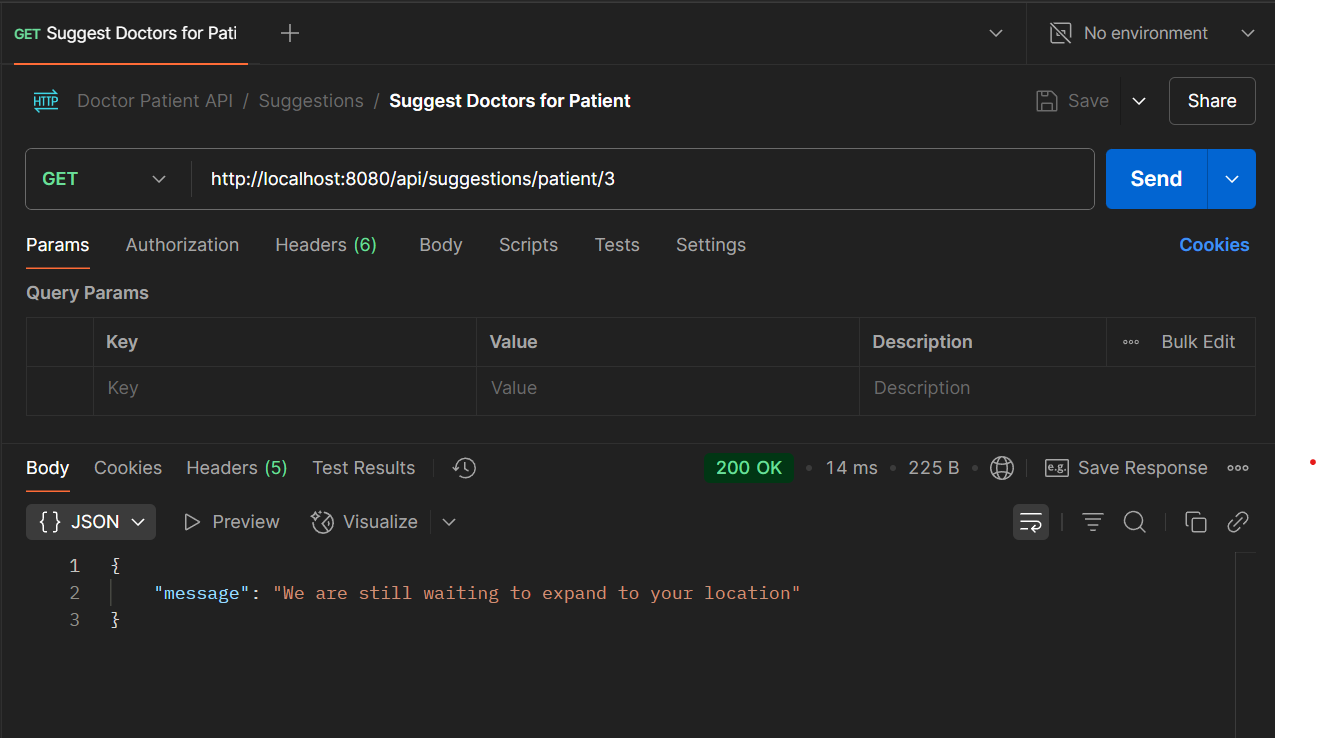 GET Suggest Doctors for Pati
No environment
HTTP Doctor Patient API / Suggestions / Suggest Doctors for Patient
Save
Share
GET
http://localhost:8080/api/suggestions/patient/3
Send
Params Authorization Headers (6) Body Scripts Tests Settings Cookies
Query Params
Key Value Description Bulk Edit
Key Value Description
Body Cookies Headers (5) Test Results 200 OK • 14 ms • 225 B • e.g. Save Response
{} JSON Preview Visualize
1 {
2 "message": "We are still waiting to expand to your location"
3 }